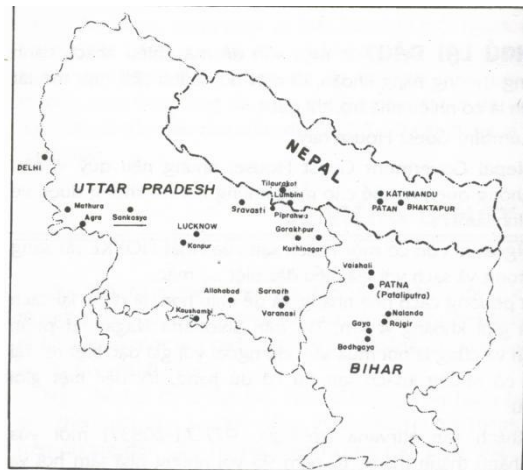 NEPAL
DELHI
UTTAR PRADESH
Tilaurakot
Lumbini
KATHMANDU
PATAN
BHAKTAPUR
Mathura
Agra
Sankasya
Sravasti
Piprahwa
LUCKNOW
Kanpur
Gorakhpur
Kushinagar
Vaishali
PATNA
(Pataliputra)
Allahabad
Sarnath
Varanasi
Kaushambi
Nalanda
Gaya
Rajgir
Bodhgaya
BIHAR